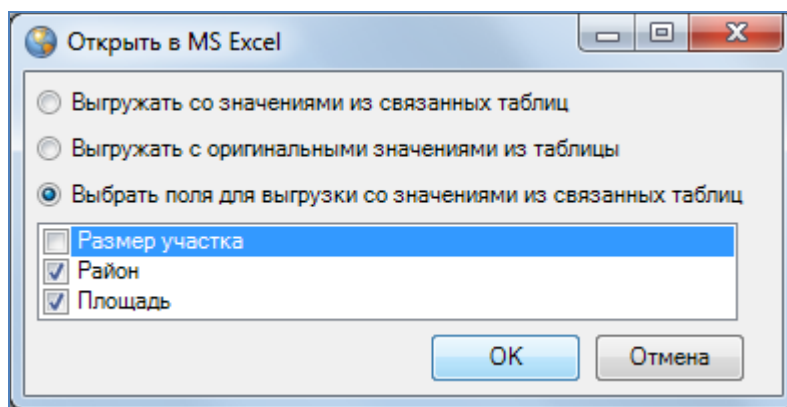 Открыть в MS Excel
Выгружать со значениями из связанных таблиц
Выгружать с оригинальными значениями из таблицы
Выбрать поля для выгрузки со значениями из связанных таблиц
Размер участка
Район
Площадь
OK
Отмена